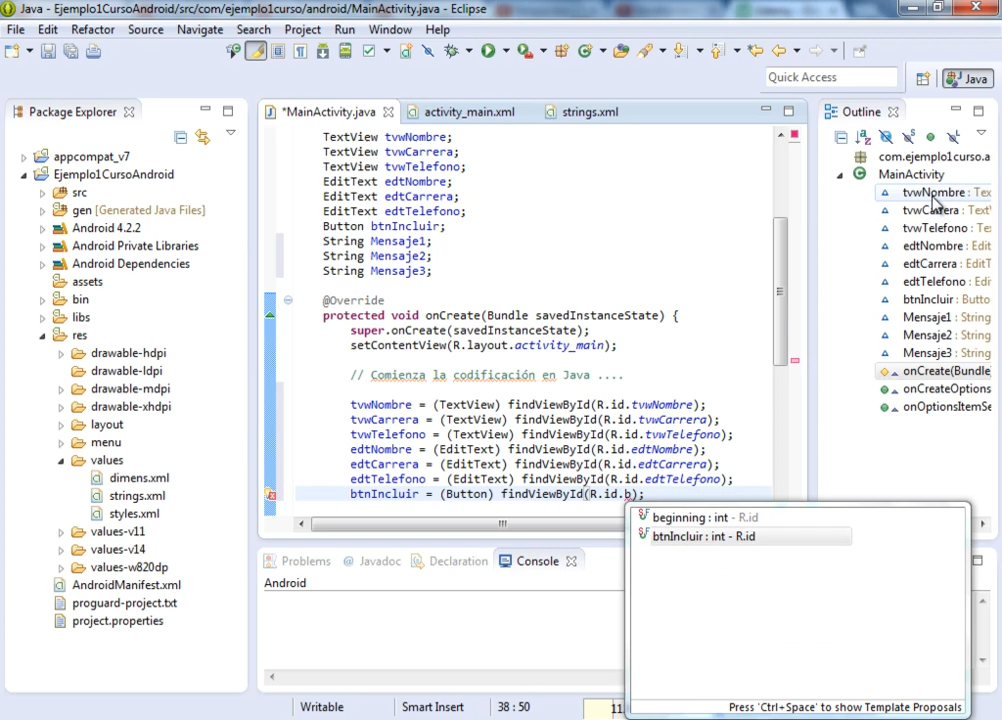 Java - Ejemplo1CursoAndroid/src/com/ejemplo1curso/android/MainActivity.java - Eclipse
File Edit Refactor Source Navigate Search Project Run Window Help
Quick Access
Java
Package Explorer
*MainActivity.java
activity_main.xml
strings.xml
Outline
appcompat_v7
Ejemplo1CursoAndroid
src
gen [Generated Java Files]
Android 4.2.2
Android Private Libraries
Android Dependencies
assets
bin
libs
res
drawable-hdpi
drawable-ldpi
drawable-mdpi
drawable-xhdpi
layout
menu
values
dimens.xml
strings.xml
styles.xml
values-v11
values-v14
values-w820dp
AndroidManifest.xml
proguard-project.txt
project.properties
TextView tvwNombre;
TextView tvwCarrera;
TextView tvwTelefono;
EditText edtNombre;
EditText edtCarrera;
EditText edtTelefono;
Button btnIncluir;
String Mensaje1;
String Mensaje2;
String Mensaje3;
@Override
protected void onCreate(Bundle savedInstanceState) {
super.onCreate(savedInstanceState);
setContentView(R.layout.activity_main);
// Comienza la codificación en Java ....
tvwNombre = (TextView) findViewById(R.id.tvwNombre);
tvwCarrera = (TextView) findViewById(R.id.tvwCarrera);
tvwTelefono = (TextView) findViewById(R.id.tvwTelefono);
edtNombre = (EditText) findViewById(R.id.edtNombre);
edtCarrera = (EditText) findViewById(R.id.edtCarrera);
edtTelefono = (EditText) findViewById(R.id.edtTelefono);
btnIncluir = (Button) findViewById(R.id.b);
beginning : int - R.id
btnIncluir : int - R.id
Press 'Ctrl+Space' to show Template Proposals
com.ejemplo1curso.a
MainActivity
tvwNombre : Tex
tvwCarrera : Text
tvwTelefono : Te
edtNombre : Edit
edtCarrera : EditT
edtTelefono : Edi
btnIncluir : Butto
Mensaje1 : String
Mensaje2 : String
Mensaje3 : String
onCreate(Bundle
onCreateOptions
onOptionsItemSe
Problems
@ Javadoc
Declaration
Console
Android
Writable
Smart Insert
38 : 50